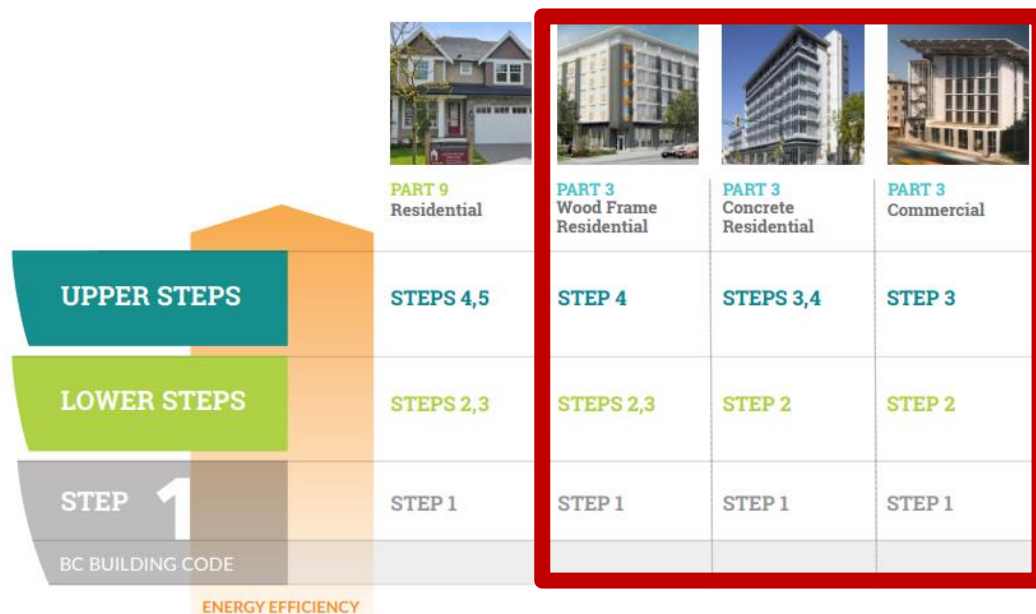 PART 9
Residential
PART 3
Wood Frame
Residential
PART 3
Concrete
Residential
PART 3
Commercial
UPPER STEPS
STEPS 4,5
STEP 4
STEPS 3,4
STEP 3
LOWER STEPS
STEPS 2,3
STEPS 2,3
STEP 2
STEP 2
STEP 1
STEP 1
STEP 1
STEP 1
STEP 1
BC BUILDING CODE
ENERGY EFFICIENCY